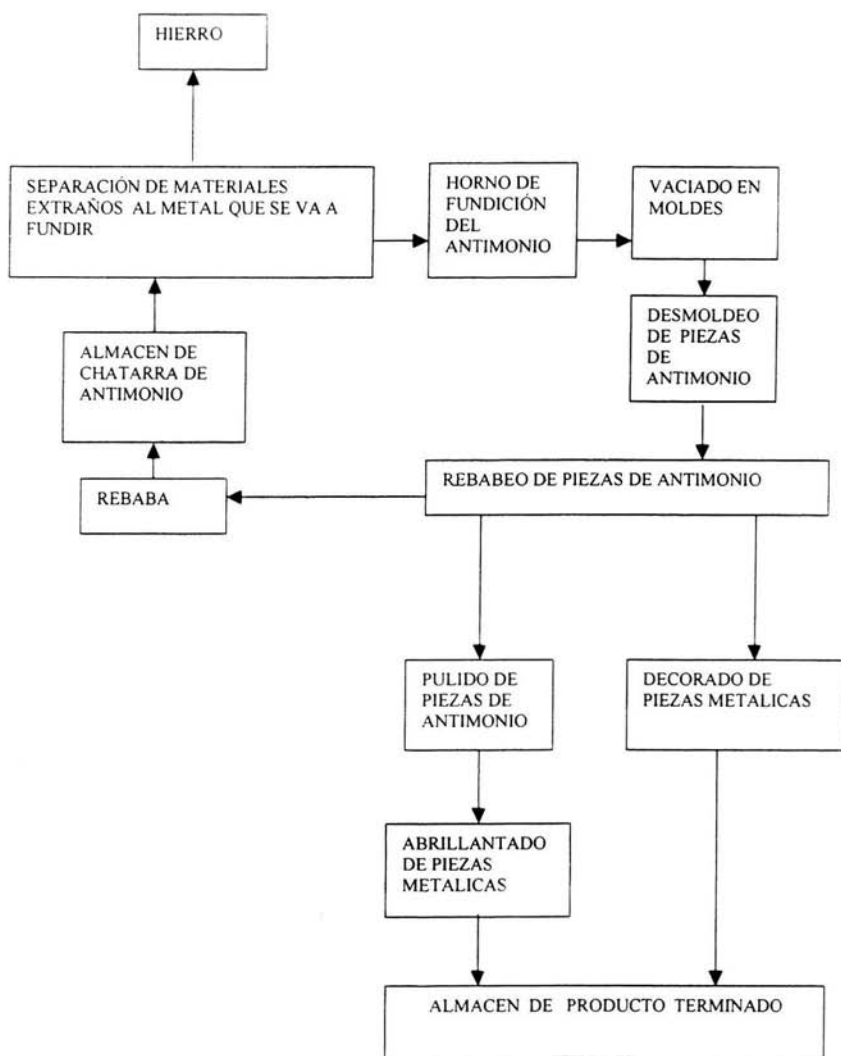 HIERRO
SEPARACIÓN DE MATERIALES
EXTRAÑOS AL METAL QUE SE VA A
FUNDIR
HORNO DE
FUNDICIÓN
DEL
ANTIMONIO
VACIADO EN
MOLDES
DESMOLDEO
DE PIEZAS
DE
ANTIMONIO
ALMACEN DE
CHATARRA DE
ANTIMONIO
REBABEO DE PIEZAS DE ANTIMONIO
REBABA
PULIDO DE
PIEZAS DE
ANTIMONIO
DECORADO DE
PIEZAS METALICAS
ABRILLANTADO
DE PIEZAS
METALICAS
ALMACEN DE PRODUCTO TERMINADO